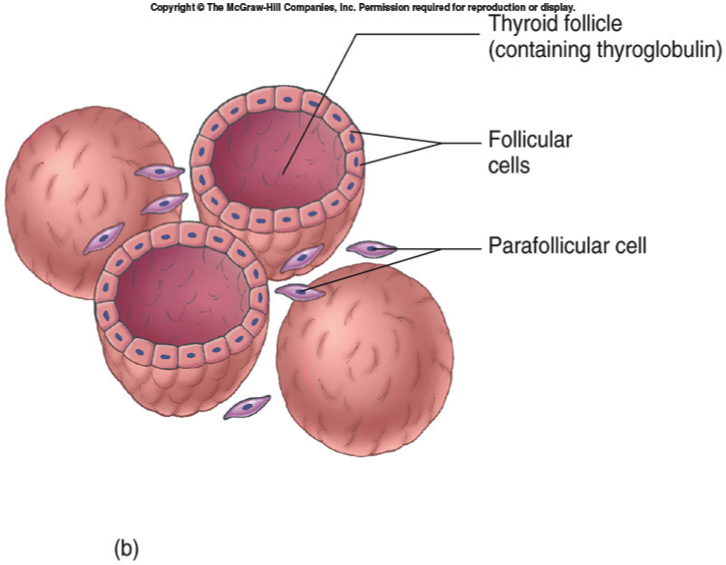 Copyright © The McGraw-Hill Companies, Inc. Permission required for reproduction or display.
Thyroid follicle
(containing thyroglobulin)
Follicular
cells
Parafollicular cell
(b)